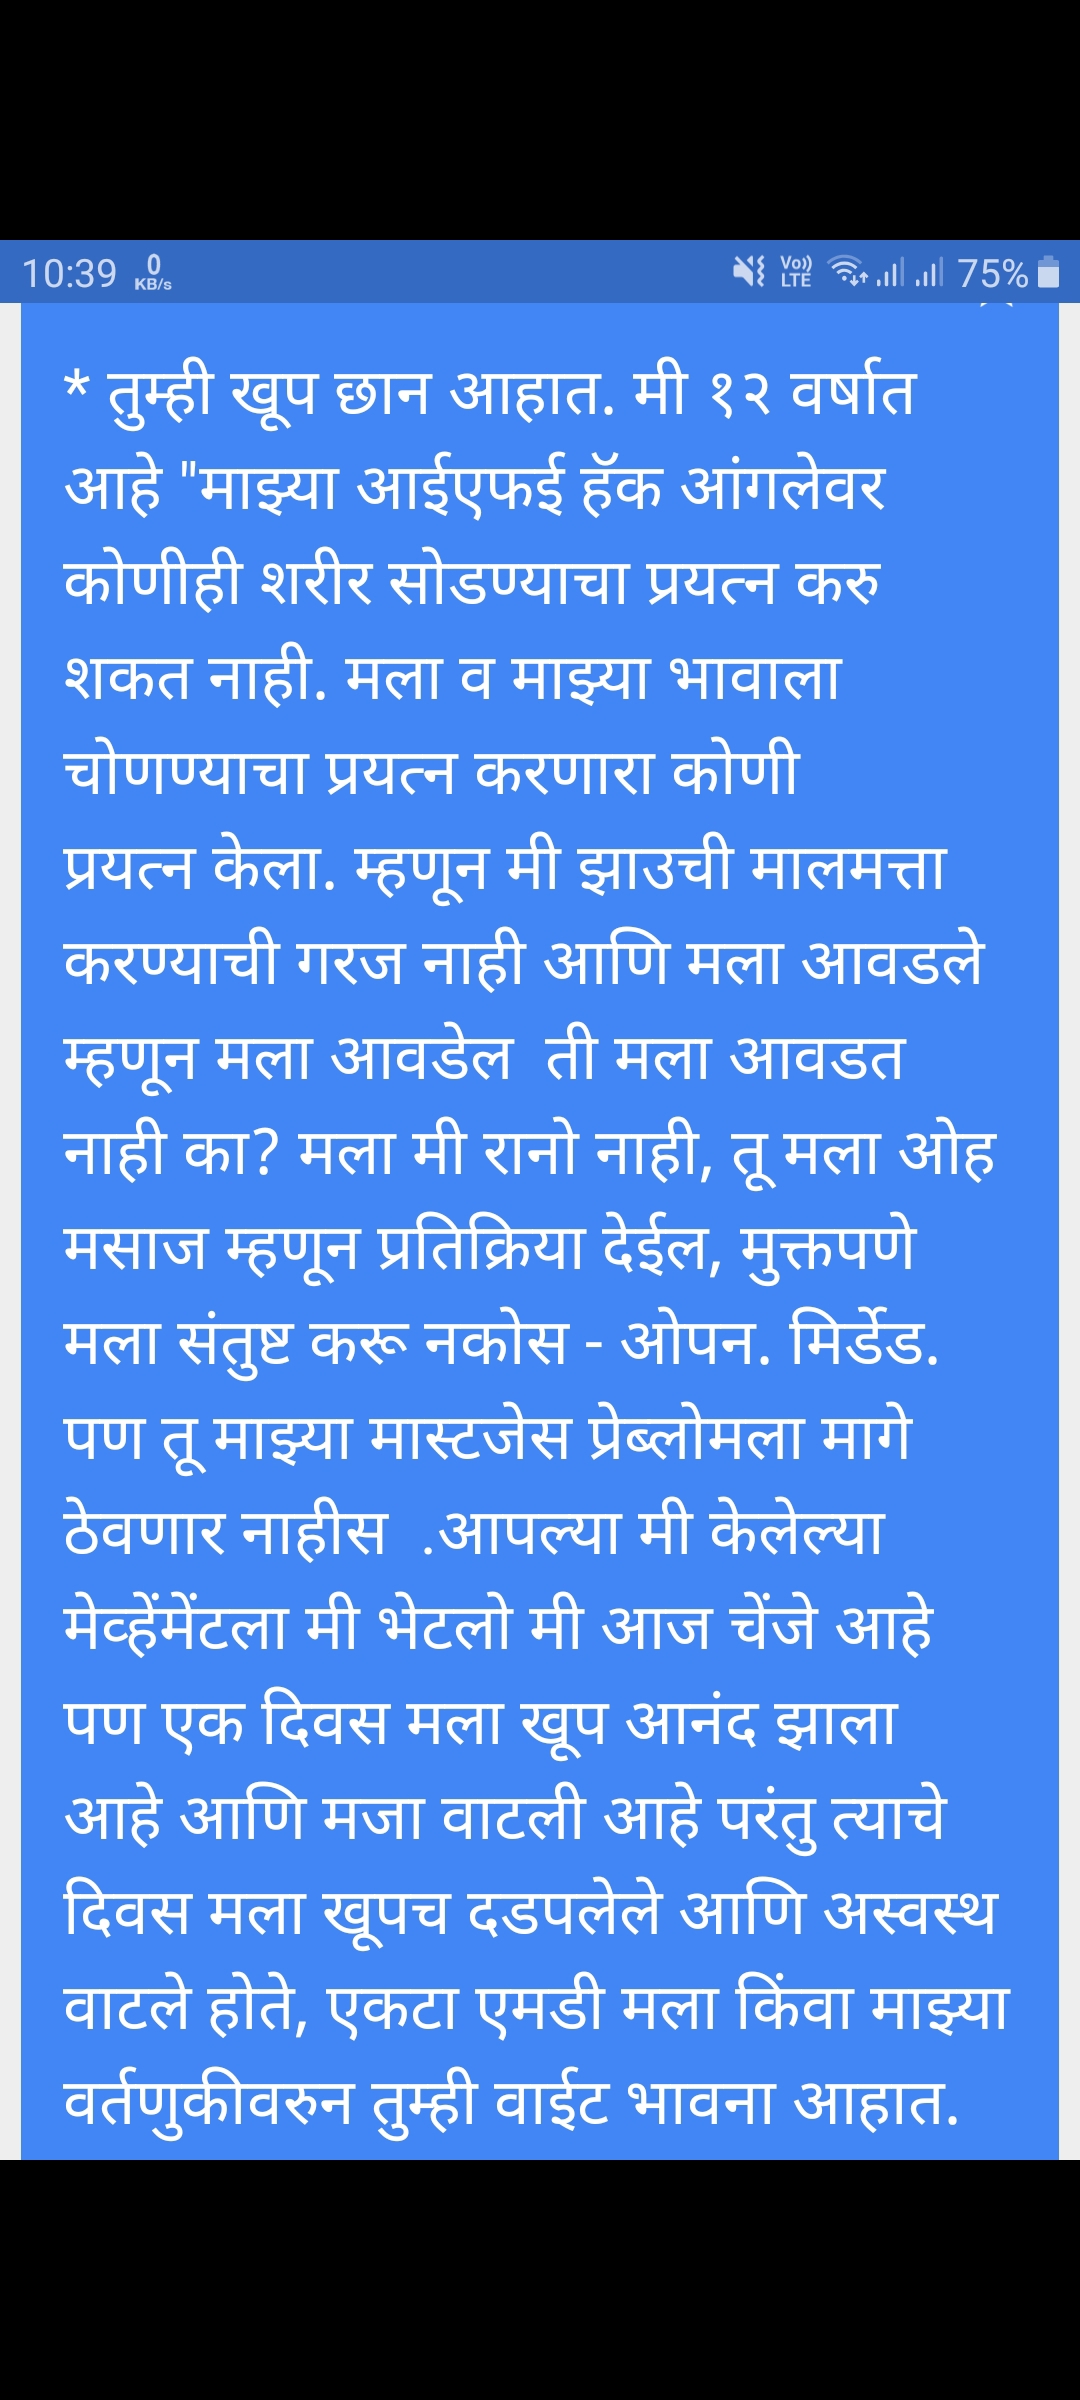 10:39 0 KB/s Vo)) LTE 75%
* तुम्ही खूप छान आहात. मी १२ वर्षात
आहे "माझ्या आईएफई हॅक आंगलेवर
कोणीही शरीर सोडण्याचा प्रयत्न करु
शकत नाही. मला व माझ्या भावाला
चोणण्याचा प्रयत्न करणारा कोणी
प्रयत्न केला. म्हणून मी झाउची मालमत्ता
करण्याची गरज नाही आणि मला आवडले
म्हणून मला आवडेल  ती मला आवडत
नाही का? मला मी रानो नाही, तू मला ओह
मसाज म्हणून प्रतिक्रिया देईल, मुक्तपणे
मला संतुष्ट करू नकोस - ओपन. मिर्डेड.
पण तू माझ्या मास्टजेस प्रेब्लोमला मागे
ठेवणार नाहीस  .आपल्या मी केलेल्या
मेव्हेंमेंटला मी भेटलो मी आज चेंजे आहे
पण एक दिवस मला खूप आनंद झाला
आहे आणि मजा वाटली आहे परंतु त्याचे
दिवस मला खूपच दडपलेले आणि अस्वस्थ
वाटले होते, एकटा एमडी मला किंवा माझ्या
वर्तणुकीवरुन तुम्ही वाईट भावना आहात.